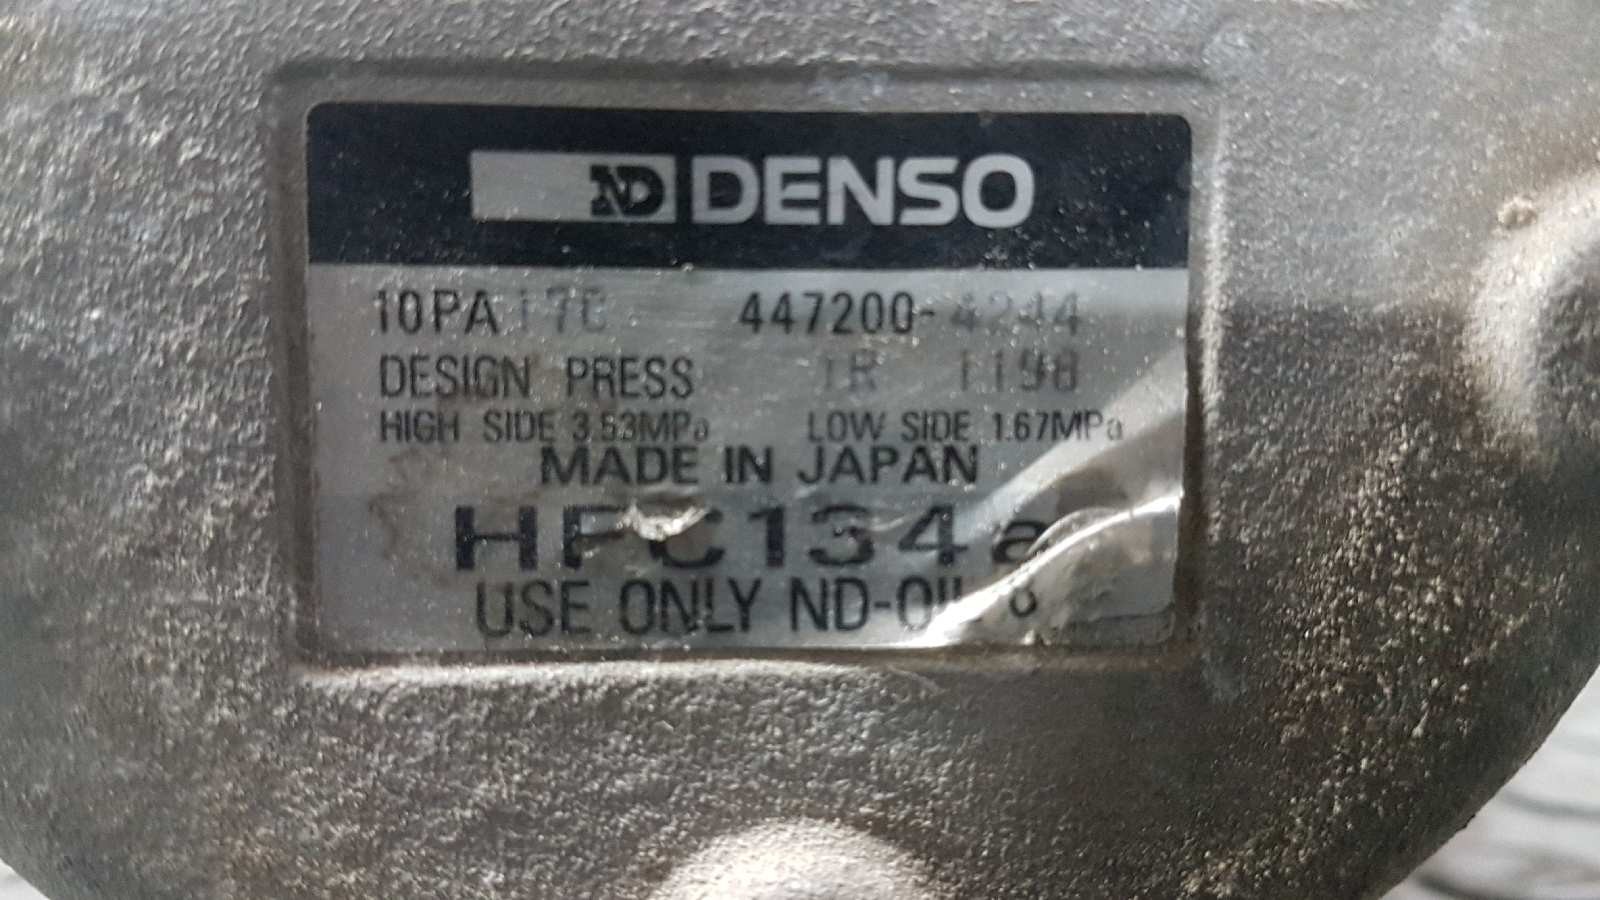 ND DENSO
10PA17C 447200-4244
DESIGN PRESS 1198
HIGH SIDE 3.53MPa LOW SIDE 1.67MPa
MADE IN JAPAN
HFC134a
USE ONLY ND-OIL 8